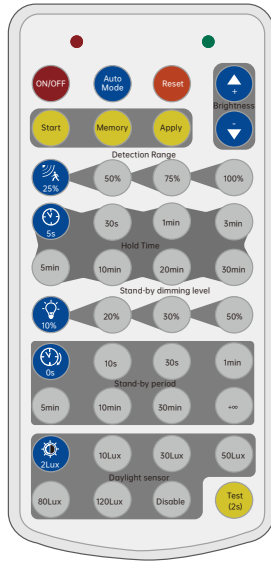 ON/OFF
Auto
Mode
Reset
+
Brightness
-
Start
Memory
Apply
Detection Range
25%
50%
75%
100%
5s
30s
1min
3min
Hold Time
5min
10min
20min
30min
Stand-by dimming level
10%
20%
30%
50%
0s
10s
30s
1min
Stand-by period
5min
10min
30min
+∞
2Lux
10Lux
30Lux
50Lux
Daylight sensor
80Lux
120Lux
Disable
Test
(2s)